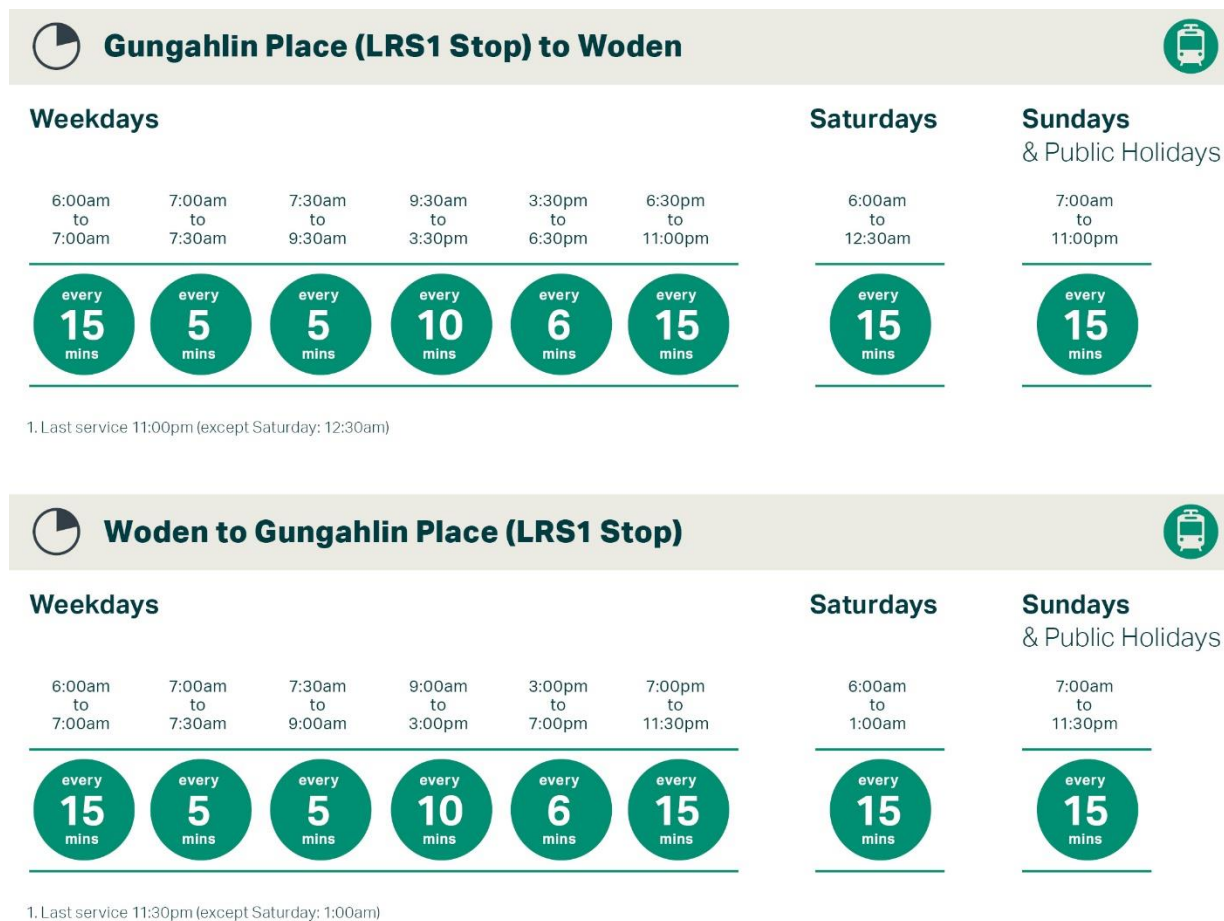 Gungahlin Place (LRS1 Stop) to Woden
Weekdays
Saturdays
Sundays
& Public Holidays
6:00am
to
7:00am
7:00am
to
7:30am
7:30am
to
9:30am
9:30am
to
3:30pm
3:30pm
to
6:30pm
6:30pm
to
11:00pm
6:00am
to
12:30am
7:00am
to
11:00pm
every
15
mins
every
5
mins
every
5
mins
every
10
mins
every
6
mins
every
15
mins
every
15
mins
every
15
mins
1. Last service 11:00pm (except Saturday: 12:30am)
Woden to Gungahlin Place (LRS1 Stop)
Weekdays
Saturdays
Sundays
& Public Holidays
6:00am
to
7:00am
7:00am
to
7:30am
7:30am
to
9:00am
9:00am
to
3:00pm
3:00pm
to
7:00pm
7:00pm
to
11:30pm
6:00am
to
1:00am
7:00am
to
11:30pm
every
15
mins
every
5
mins
every
5
mins
every
10
mins
every
6
mins
every
15
mins
every
15
mins
every
15
mins
1. Last service 11:30pm (except Saturday: 1:00am)